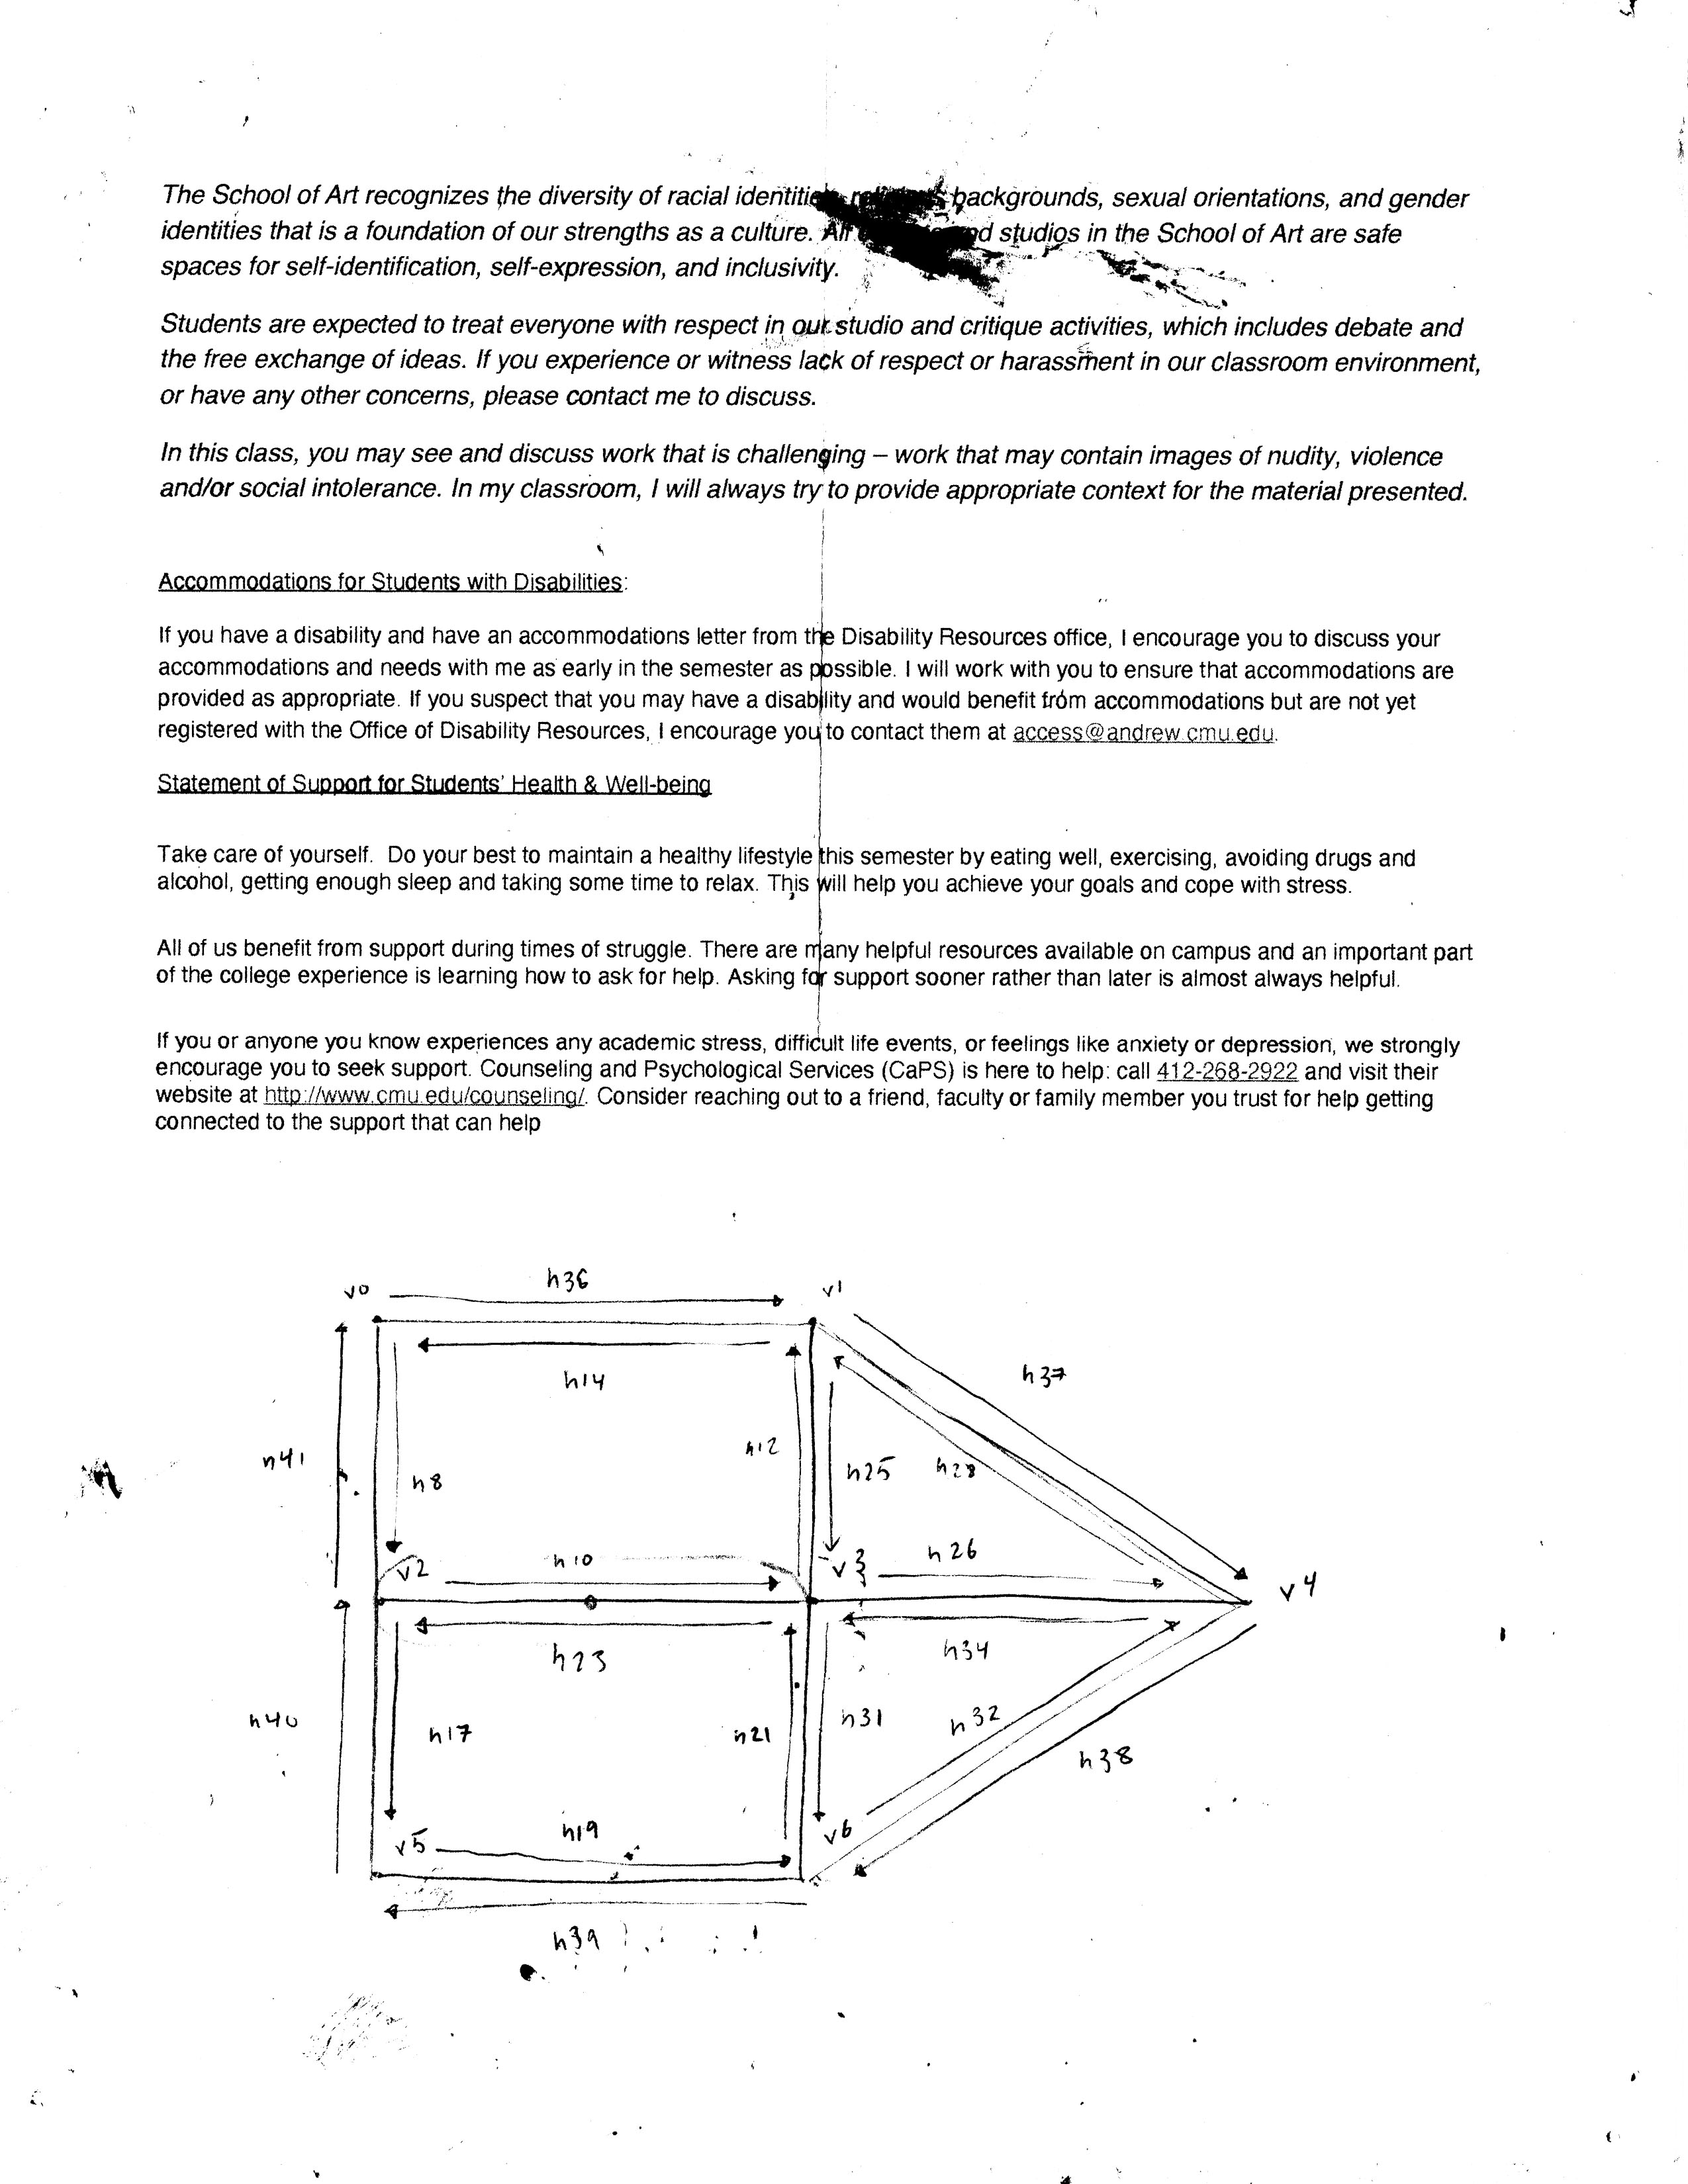 The School of Art recognizes the diversity of racial identities, backgrounds, sexual orientations, and gender
identities that is a foundation of our strengths as a culture. All studios in the School of Art are safe
spaces for self-identification, self-expression, and inclusivity.
Students are expected to treat everyone with respect in our studio and critique activities, which includes debate and
the free exchange of ideas. If you experience or witness lack of respect or harassment in our classroom environment,
or have any other concerns, please contact me to discuss.
In this class, you may see and discuss work that is challenging – work that may contain images of nudity, violence
and/or social intolerance. In my classroom, I will always try to provide appropriate context for the material presented.
Accommodations for Students with Disabilities:
If you have a disability and have an accommodations letter from the Disability Resources office, I encourage you to discuss your
accommodations and needs with me as early in the semester as possible. I will work with you to ensure that accommodations are
provided as appropriate. If you suspect that you may have a disability and would benefit from accommodations but are not yet
registered with the Office of Disability Resources, I encourage you to contact them at access@andrew.cmu.edu.
Statement of Support for Students' Health & Well-being
Take care of yourself. Do your best to maintain a healthy lifestyle this semester by eating well, exercising, avoiding drugs and
alcohol, getting enough sleep and taking some time to relax. This will help you achieve your goals and cope with stress.
All of us benefit from support during times of struggle. There are many helpful resources available on campus and an important part
of the college experience is learning how to ask for help. Asking for support sooner rather than later is almost always helpful.
If you or anyone you know experiences any academic stress, difficult life events, or feelings like anxiety or depression, we strongly
encourage you to seek support. Counseling and Psychological Services (CaPS) is here to help: call 412-268-2922 and visit their
website at http://www.cmu.edu/counseling/. Consider reaching out to a friend, faculty or family member you trust for help getting
connected to the support that can help
v0 h36 v1
h14 h37
h41 h8 h12 h25 h28
v2 h10 v3 h26
v4
h23 h34
h40 h17 h21 h31 h32
h38
v5 h19 v6
h39